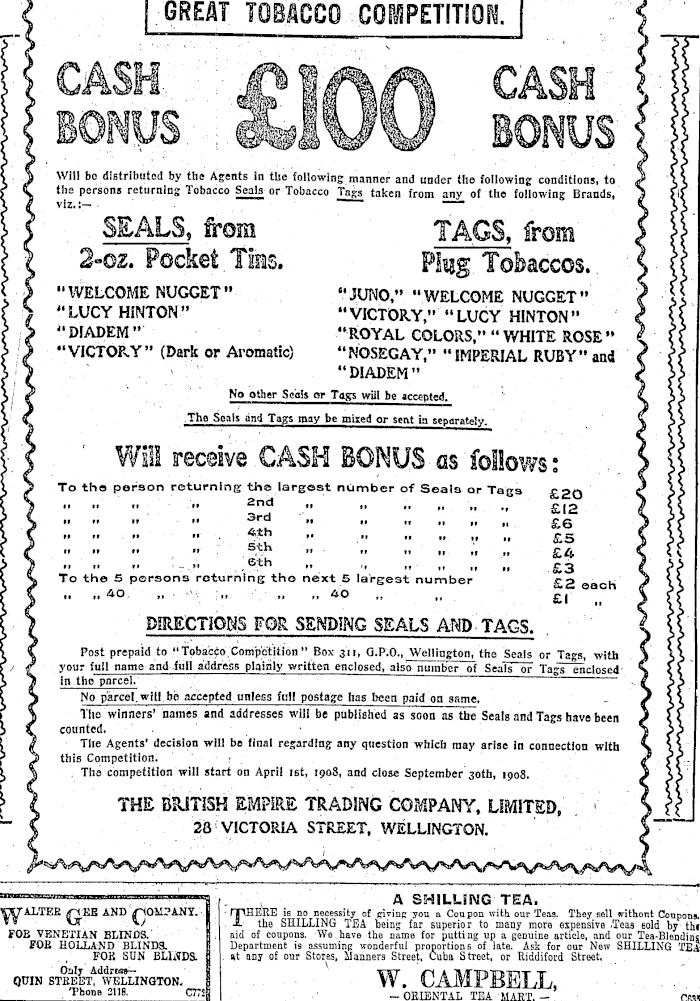 GREAT TOBACCO COMPETITION.
CASH BONUS £100 CASH BONUS
Will be distributed by the Agents in the following manner and under the following conditions, to
the persons returning Tobacco Seals or Tobacco Tags taken from any of the following Brands,
viz.:—
SEALS, from
2-oz. Pocket Tins.
"WELCOME NUGGET"
"LUCY HINTON"
"DIADEM"
"VICTORY" (Dark or Aromatic)
TAGS, from
Plug Tobaccos.
"JUNO," "WELCOME NUGGET"
"VICTORY," "LUCY HINTON"
"ROYAL COLORS," "WHITE ROSE"
"NOSEGAY," "IMPERIAL RUBY" and
"DIADEM"
No other Seals or Tags will be accepted.
The Seals and Tags may be mixed or sent in separately.
Will receive CASH BONUS as follows:
To the person returning the largest number of Seals or Tags £20
" " " " 2nd " " " " " " £12
" " " " 3rd " " " " " " £6
" " " " 4th " " " " " " £5
" " " " 5th " " " " " " £4
" " " " 6th " " " " " " £3
To the 5 persons returning the next 5 largest number £2 each
" " 40 " " " " " 40 " " £1 "
DIRECTIONS FOR SENDING SEALS AND TAGS.
Post prepaid to "Tobacco Competition" Box 311, G.P.O., Wellington, the Seals or Tags, with
your full name and full address plainly written enclosed, also number of Seals or Tags enclosed
in the parcel.
No parcel will be accepted unless full postage has been paid on same.
The winners' names and addresses will be published as soon as the Seals and Tags have been
counted.
The Agents' decision will be final regarding any question which may arise in connection with
this Competition.
The competition will start on April 1st, 1908, and close September 30th, 1908.
THE BRITISH EMPIRE TRADING COMPANY, LIMITED,
28 VICTORIA STREET, WELLINGTON.
WALTER GEE AND COMPANY.
FOR VENETIAN BLINDS.
FOR HOLLAND BLINDS.
FOR SUN BLINDS.
Only Address—
QUIN STREET, WELLINGTON.
'Phone 2118.
A SHILLING TEA.
THERE is no necessity of giving you a Coupon with our Teas. They sell without Coupons,
the SHILLING TEA being far superior to many more expensive Teas sold by the
aid of coupons. We have the name for putting up a genuine article, and our Tea-Blending
Department is assuming wonderful proportions of late. Ask for our New SHILLING TEA
at any of our Stores, Manners Street, Cuba Street, or Riddiford Street.
W. CAMPBELL,
— ORIENTAL TEA MART. —